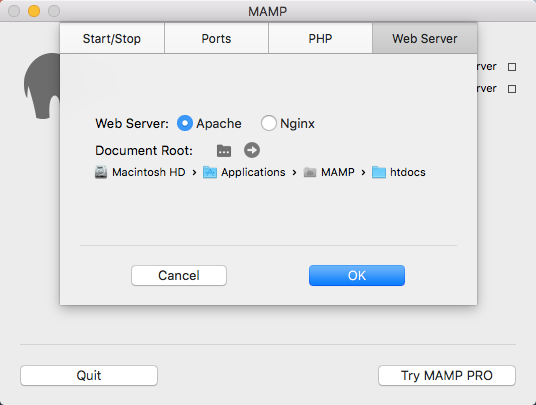 MAMP
Start/Stop Ports PHP Web Server
rver
rver
Web Server: Apache Nginx
Document Root:
Macintosh HD › Applications › MAMP › htdocs
Cancel OK
Quit Try MAMP PRO